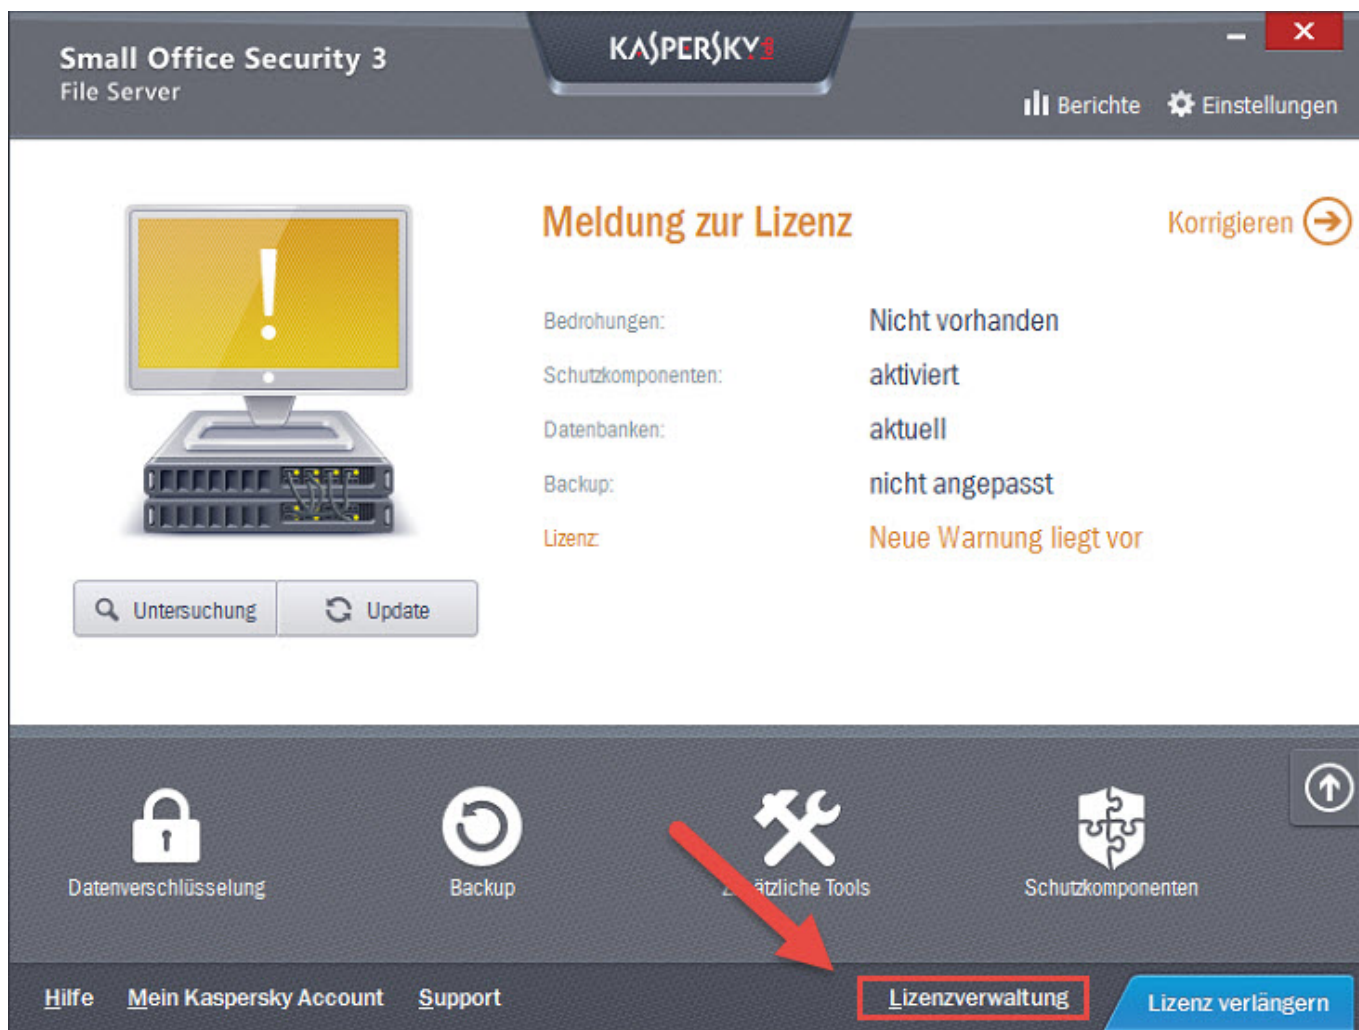 Small Office Security 3
File Server
KASPERSKY
Berichte
Einstellungen
Meldung zur Lizenz
Korrigieren
Bedrohungen: Nicht vorhanden
Schutzkomponenten: aktiviert
Datenbanken: aktuell
Backup: nicht angepasst
Lizenz: Neue Warnung liegt vor
Untersuchung
Update
Datenverschlüsselung
Backup
Tools
Schutzkomponenten
Hilfe
Mein Kaspersky Account
Support
Lizenzverwaltung
Lizenz verlängern